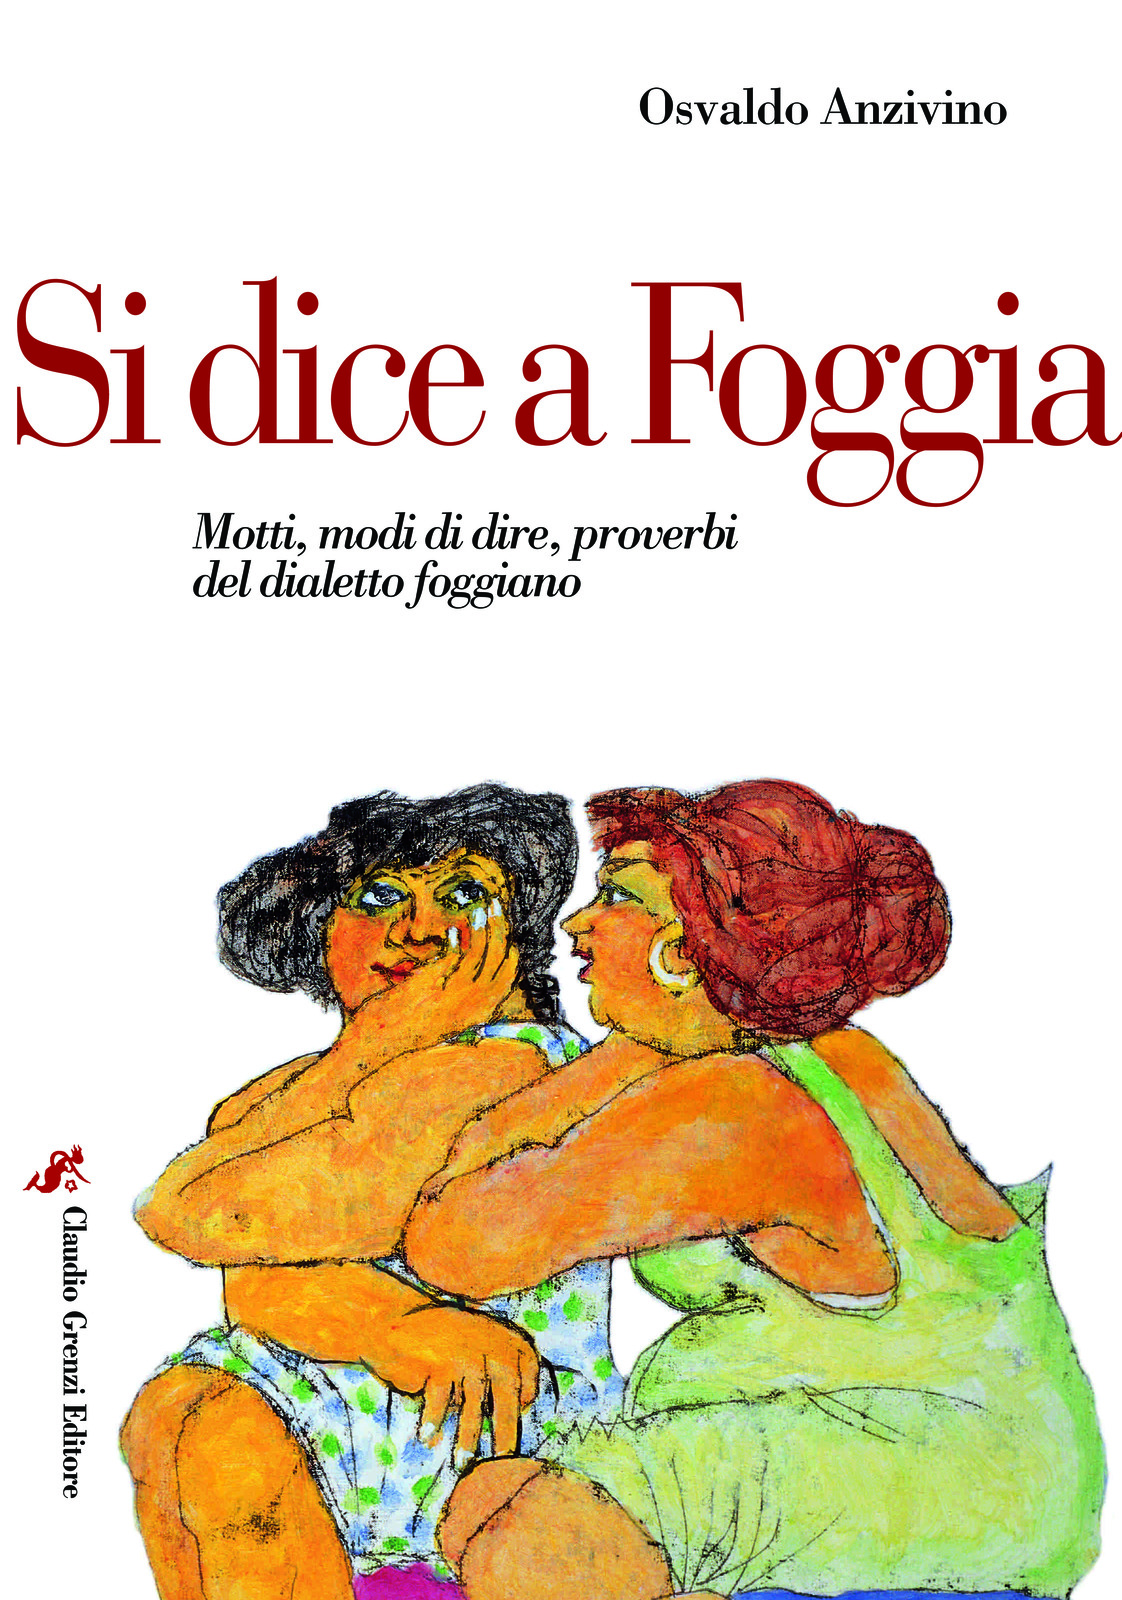 Osvaldo Anzivino
Si dice a Foggia
Motti, modi di dire, proverbi
del dialetto foggiano
Claudio Grenzi Editore